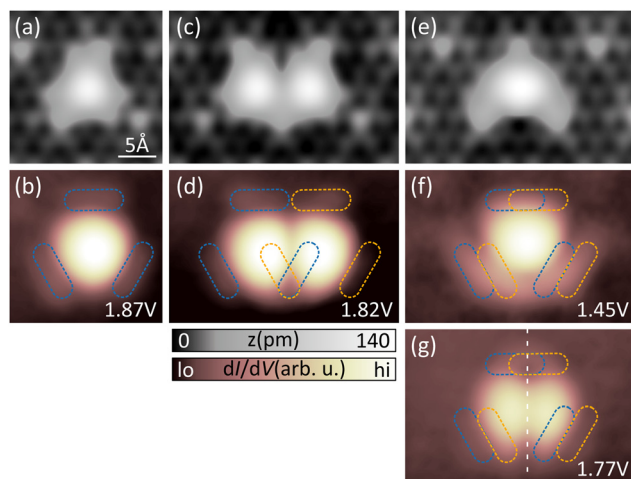 (a)
(c)
(e)
5Å
(b)
(d)
(f)
1.87V
1.82V
1.45V
0 z(pm) 140
lo dI/dV(arb. u.) hi
(g)
1.77V